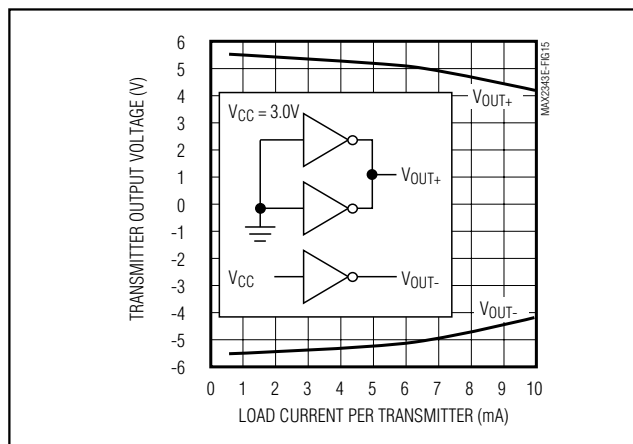 TRANSMITTER OUTPUT VOLTAGE (V)
6
5
4
3
2
1
0
-1
-2
-3
-4
-5
-6
MAX2343E-FIG15
VOUT+
VCC = 3.0V
VOUT+
VCC
VOUT-
VOUT-
0 1 2 3 4 5 6 7 8 9 10
LOAD CURRENT PER TRANSMITTER (mA)